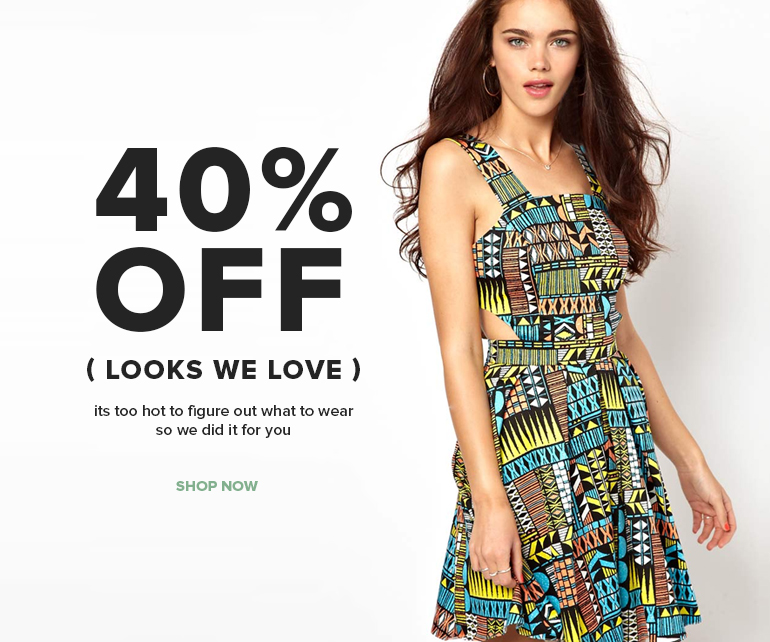 40%
OFF
( LOOKS WE LOVE )
its too hot to figure out what to wear
so we did it for you
SHOP NOW